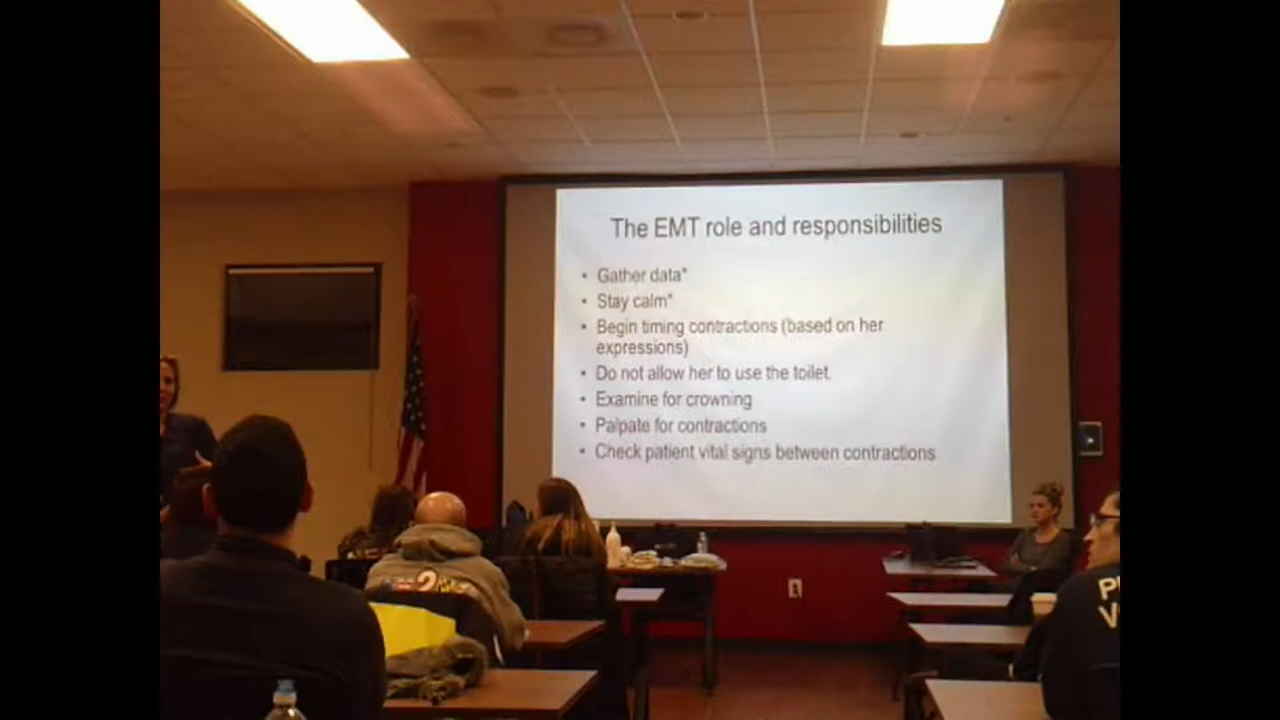 The EMT role and responsibilities
• Gather data*
• Stay calm*
• Begin timing contractions (based on her
expressions)
• Do not allow her to use the toilet.
• Examine for crowning
• Palpate for contractions
• Check patient vital signs between contractions
2